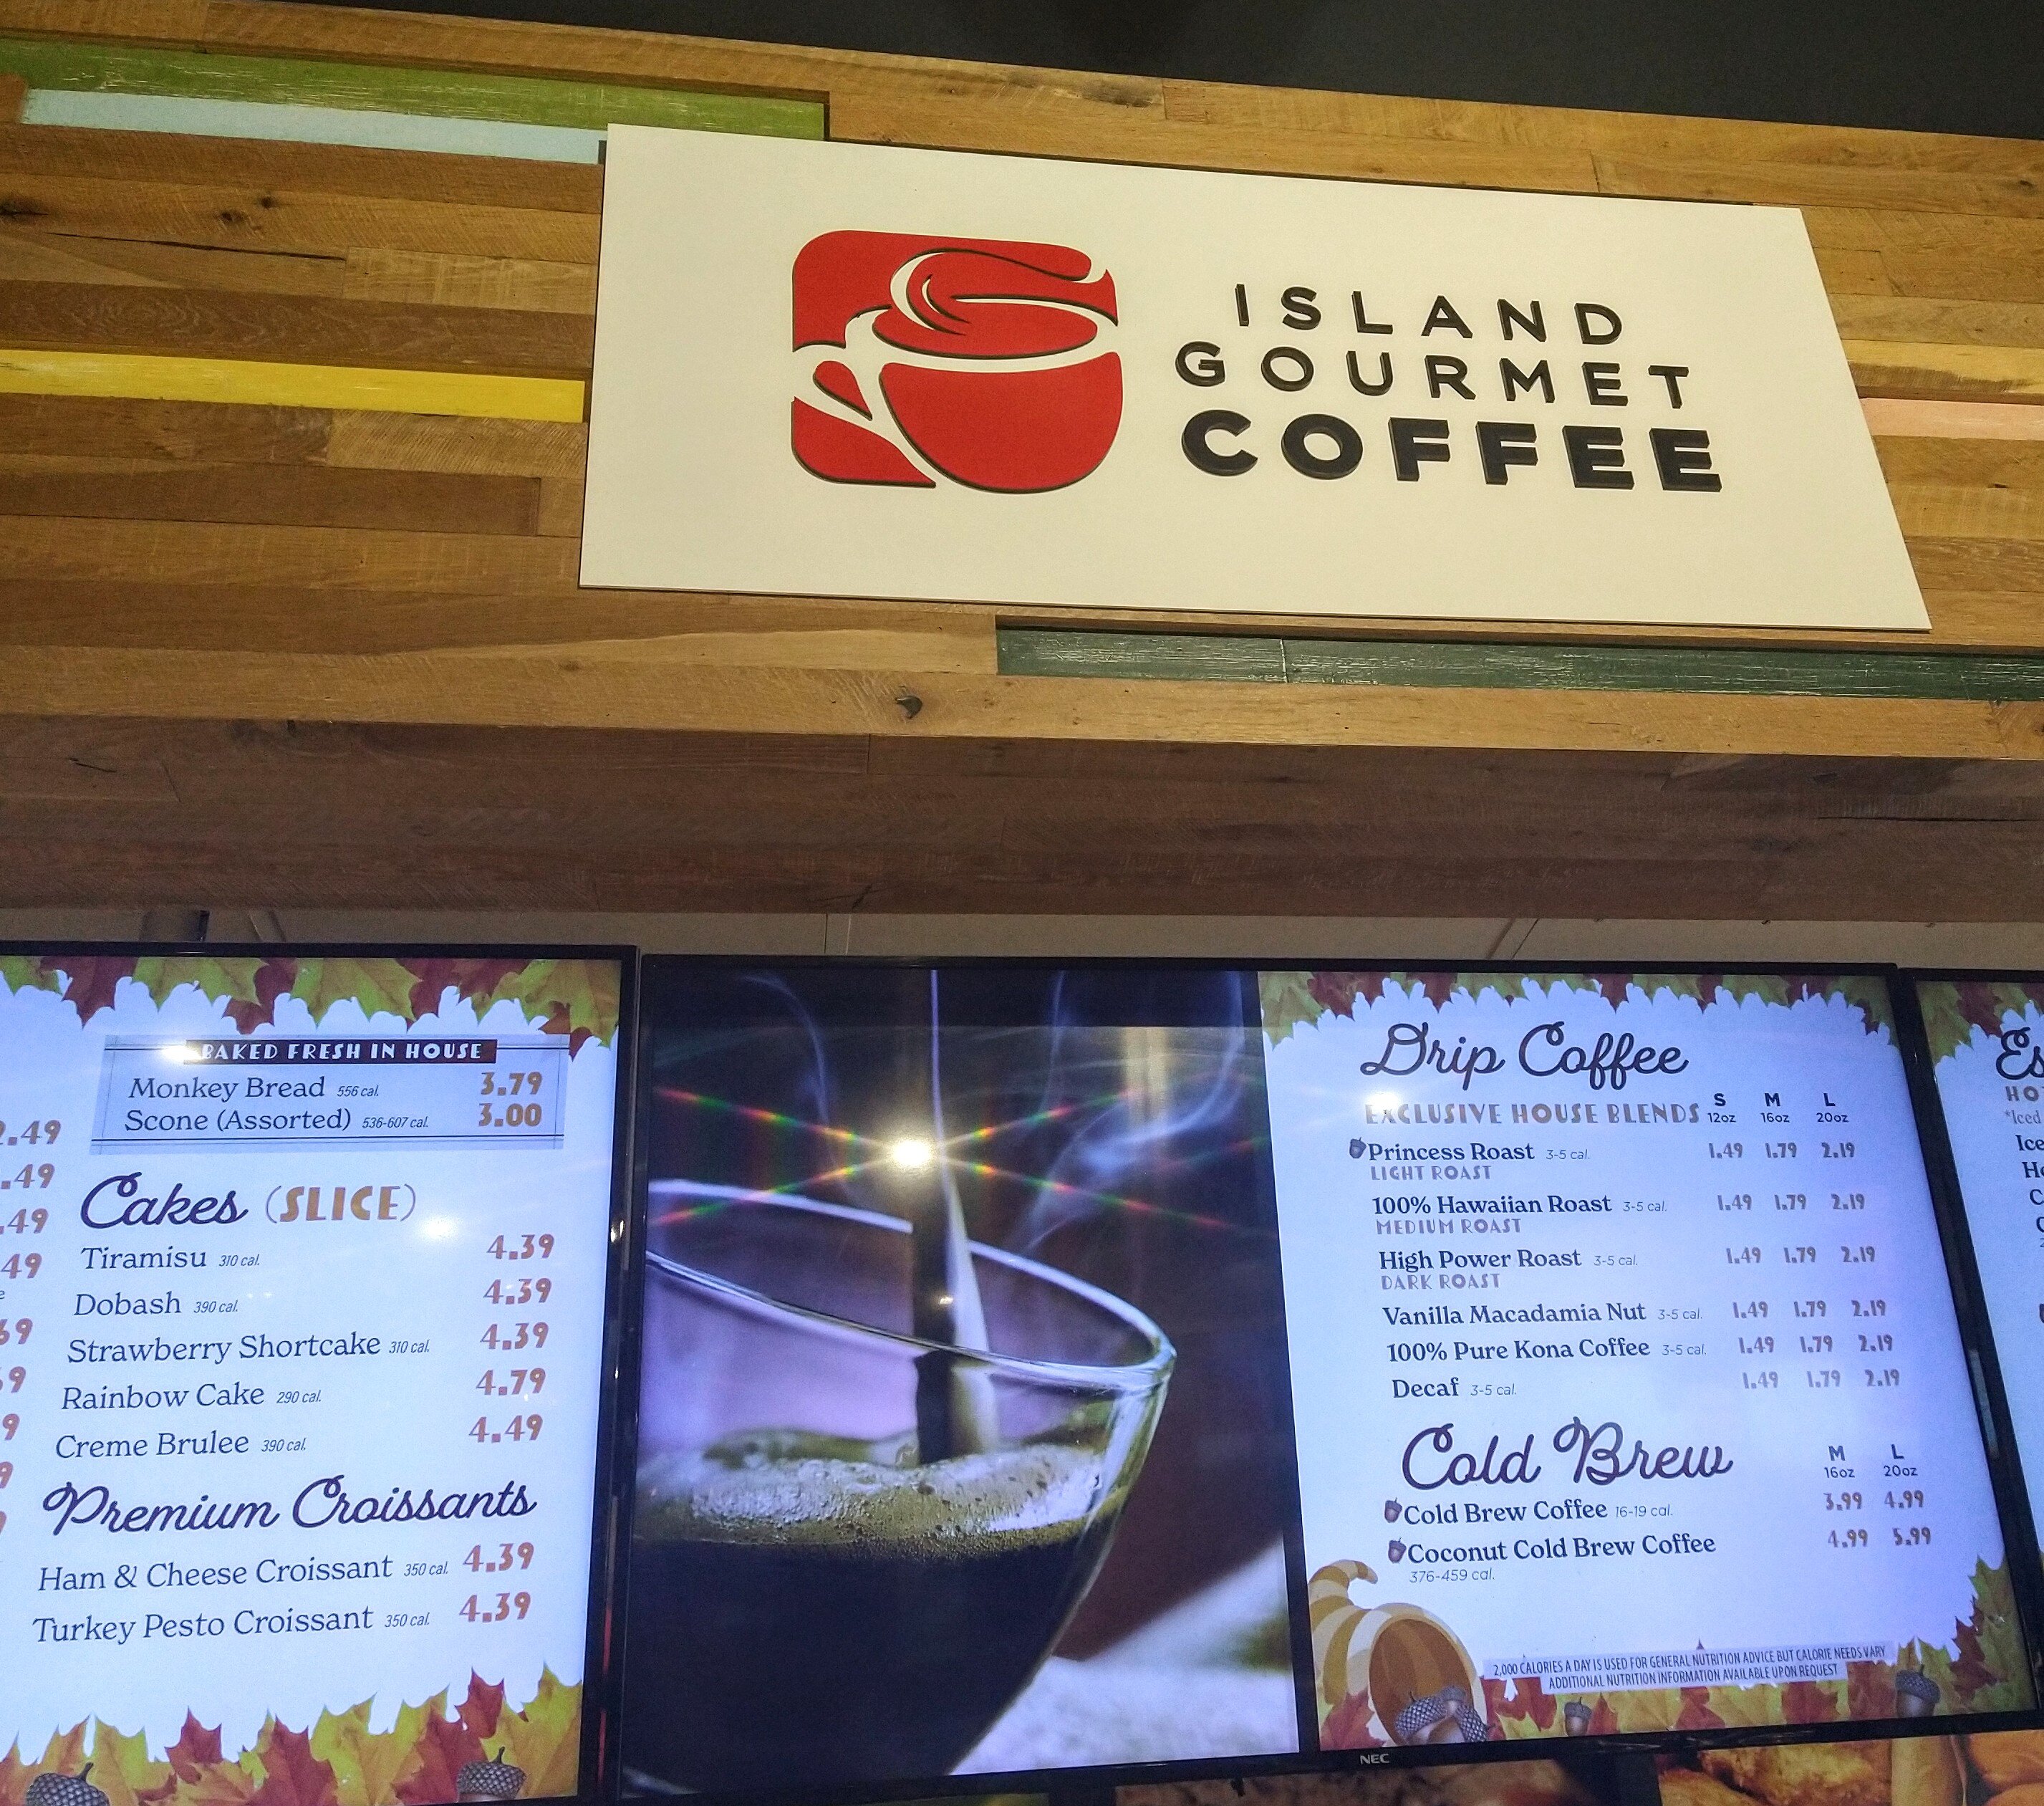 ISLAND
GOURMET
COFFEE
BAKED FRESH IN HOUSE
Monkey Bread 556 cal. 3.79
Scone (Assorted) 536-607 cal. 3.00
Cakes (SLICE)
Tiramisu 310 cal. 4.39
Dobash 390 cal. 4.39
Strawberry Shortcake 310 cal. 4.39
Rainbow Cake 290 cal. 4.79
Creme Brulee 390 cal. 4.49
Premium Croissants
Ham & Cheese Croissant 350 cal. 4.39
Turkey Pesto Croissant 350 cal. 4.39
Drip Coffee
EXCLUSIVE HOUSE BLENDS S M L
12oz 16oz 20oz
Princess Roast 3-5 cal. 1.49 1.79 2.19
LIGHT ROAST
100% Hawaiian Roast 3-5 cal. 1.49 1.79 2.19
MEDIUM ROAST
High Power Roast 3-5 cal. 1.49 1.79 2.19
DARK ROAST
Vanilla Macadamia Nut 3-5 cal. 1.49 1.79 2.19
100% Pure Kona Coffee 3-5 cal. 1.49 1.79 2.19
Decaf 3-5 cal. 1.49 1.79 2.19
Cold Brew M L
16oz 20oz
Cold Brew Coffee 16-19 cal. 3.99 4.99
Coconut Cold Brew Coffee 4.99 5.99
376-459 cal.
2,000 CALORIES A DAY IS USED FOR GENERAL NUTRITION ADVICE BUT CALORIE NEEDS VARY
ADDITIONAL NUTRITION INFORMATION AVAILABLE UPON REQUEST
NEC
*Iced